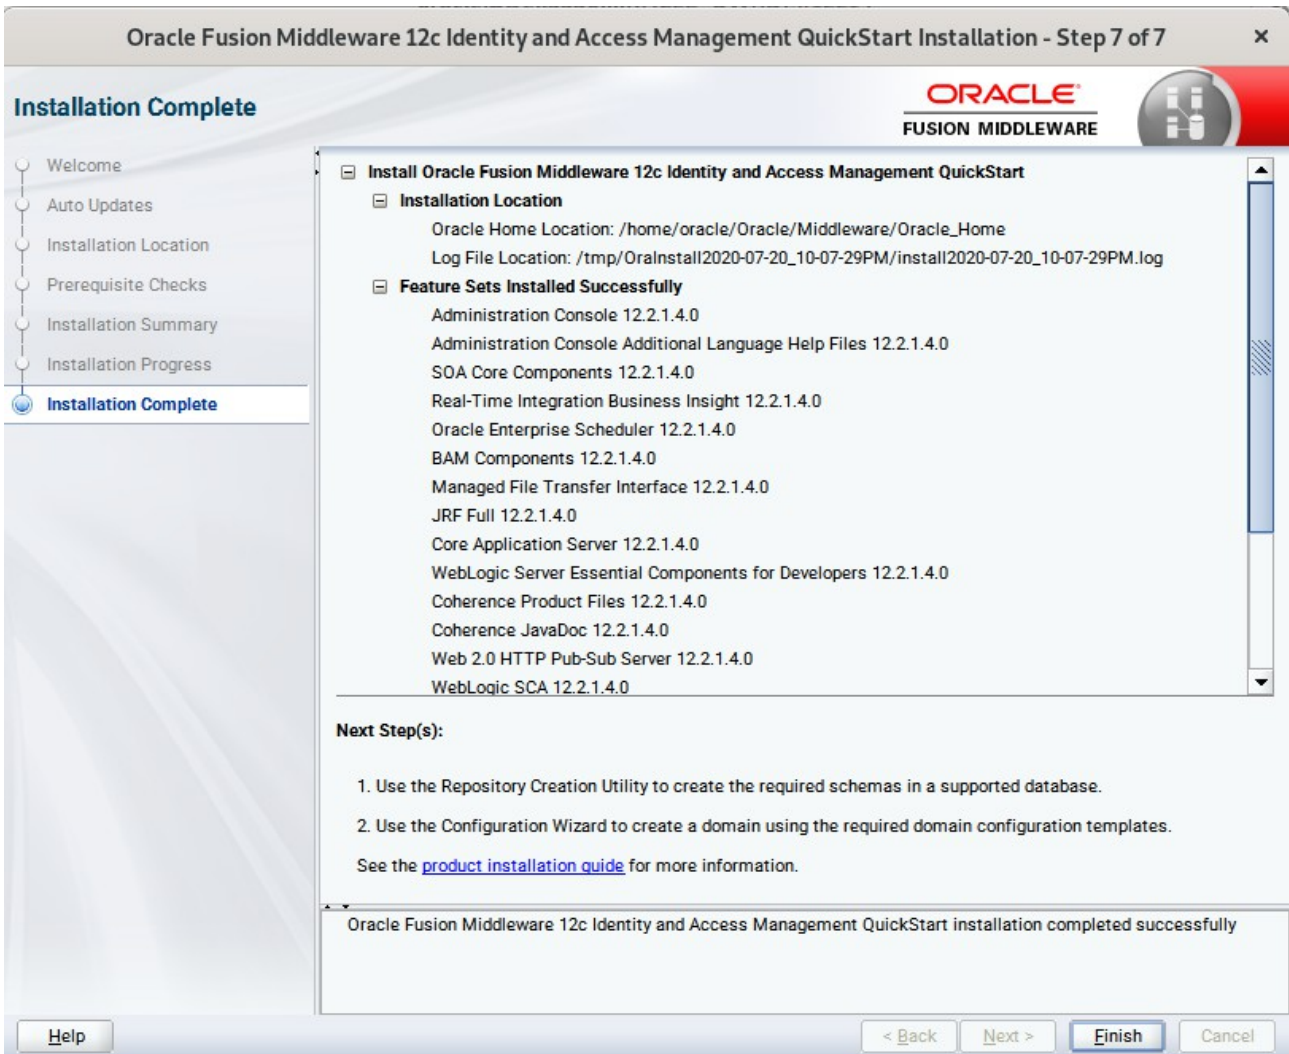 Oracle Fusion Middleware 12c Identity and Access Management QuickStart Installation - Step 7 of 7
Installation Complete
ORACLE
FUSION MIDDLEWARE
Welcome
Auto Updates
Installation Location
Prerequisite Checks
Installation Summary
Installation Progress
Installation Complete
Install Oracle Fusion Middleware 12c Identity and Access Management QuickStart
Installation Location
Oracle Home Location: /home/oracle/Oracle/Middleware/Oracle_Home
Log File Location: /tmp/OraInstall2020-07-20_10-07-29PM/install2020-07-20_10-07-29PM.log
Feature Sets Installed Successfully
Administration Console 12.2.1.4.0
Administration Console Additional Language Help Files 12.2.1.4.0
SOA Core Components 12.2.1.4.0
Real-Time Integration Business Insight 12.2.1.4.0
Oracle Enterprise Scheduler 12.2.1.4.0
BAM Components 12.2.1.4.0
Managed File Transfer Interface 12.2.1.4.0
JRF Full 12.2.1.4.0
Core Application Server 12.2.1.4.0
WebLogic Server Essential Components for Developers 12.2.1.4.0
Coherence Product Files 12.2.1.4.0
Coherence JavaDoc 12.2.1.4.0
Web 2.0 HTTP Pub-Sub Server 12.2.1.4.0
WebLogic SCA 12.2.1.4.0
Next Step(s):
1. Use the Repository Creation Utility to create the required schemas in a supported database.
2. Use the Configuration Wizard to create a domain using the required domain configuration templates.
See the product installation guide for more information.
Oracle Fusion Middleware 12c Identity and Access Management QuickStart installation completed successfully
Help
< Back
Next >
Finish
Cancel